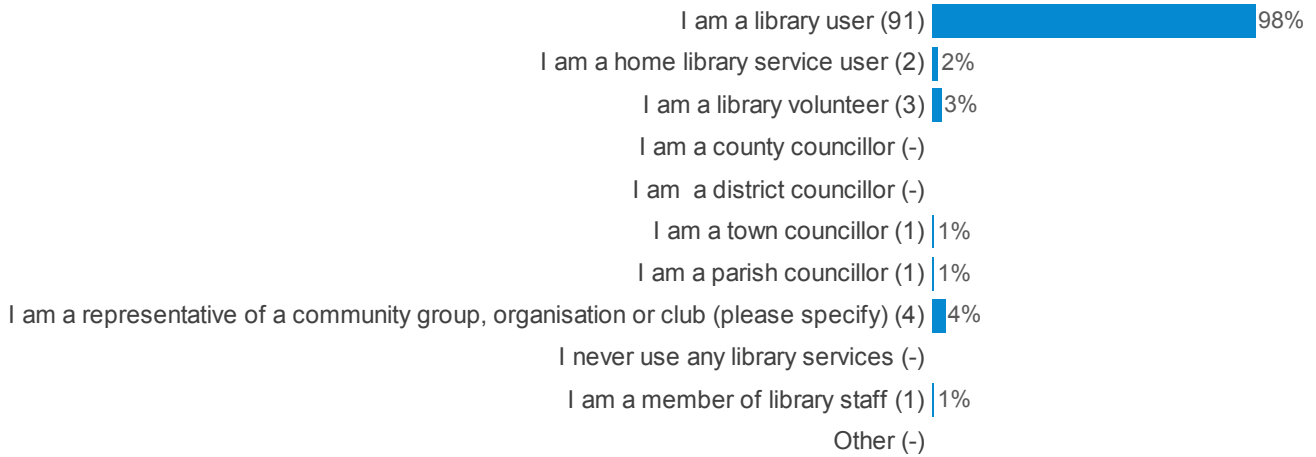 I am a library user (91) 98%
I am a home library service user (2) 2%
I am a library volunteer (3) 3%
I am a county councillor (-)
I am  a district councillor (-)
I am a town councillor (1) 1%
I am a parish councillor (1) 1%
I am a representative of a community group, organisation or club (please specify) (4) 4%
I never use any library services (-)
I am a member of library staff (1) 1%
Other (-)